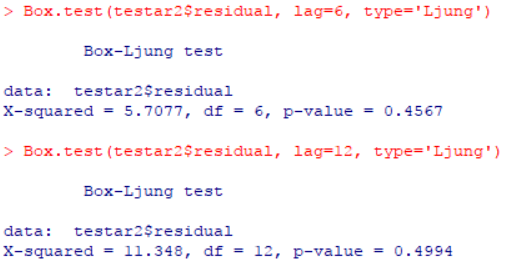 > Box.test(testar2$residual, lag=6, type='Ljung')
Box-Ljung test
data:  testar2$residual
X-squared = 5.7077, df = 6, p-value = 0.4567
> Box.test(testar2$residual, lag=12, type='Ljung')
Box-Ljung test
data:  testar2$residual
X-squared = 11.348, df = 12, p-value = 0.4994